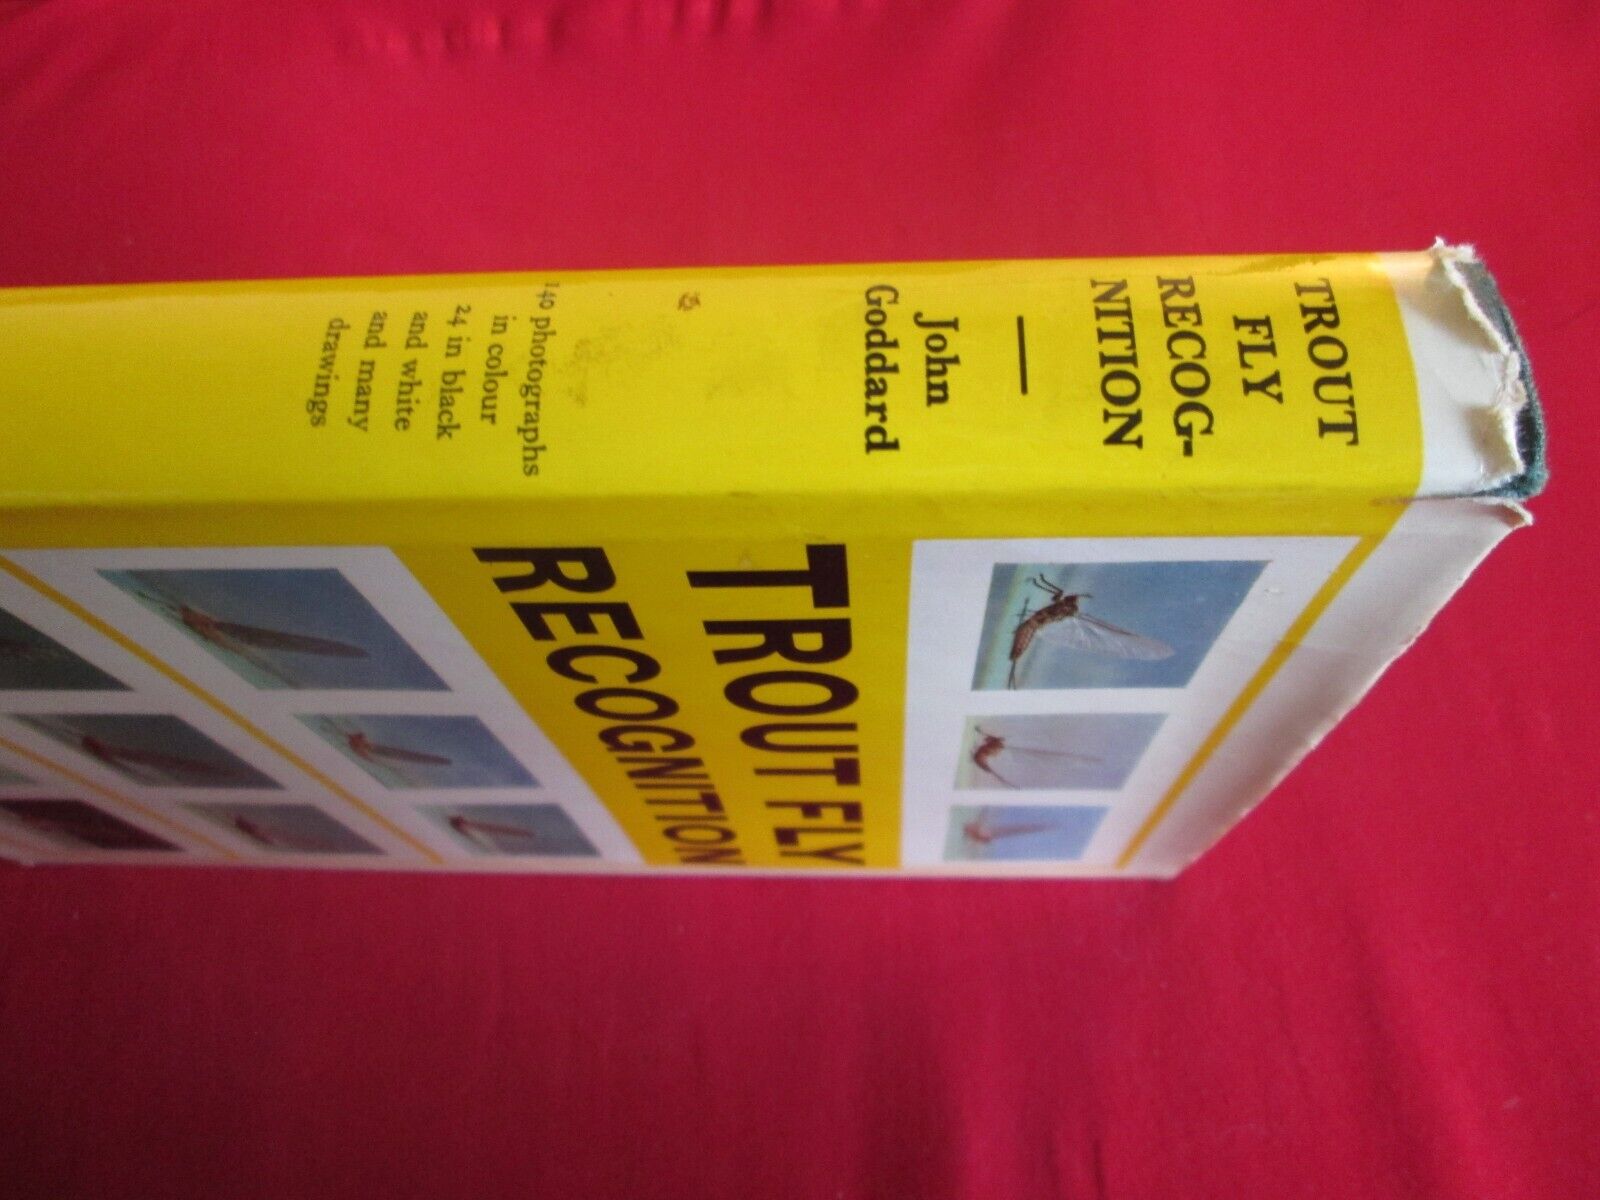 TROUT
FLY
RECOG-
NITION
John
Goddard
140 photographs
in colour
24 in black
and white
and many
drawings
TROUT FLY
RECOGNITION